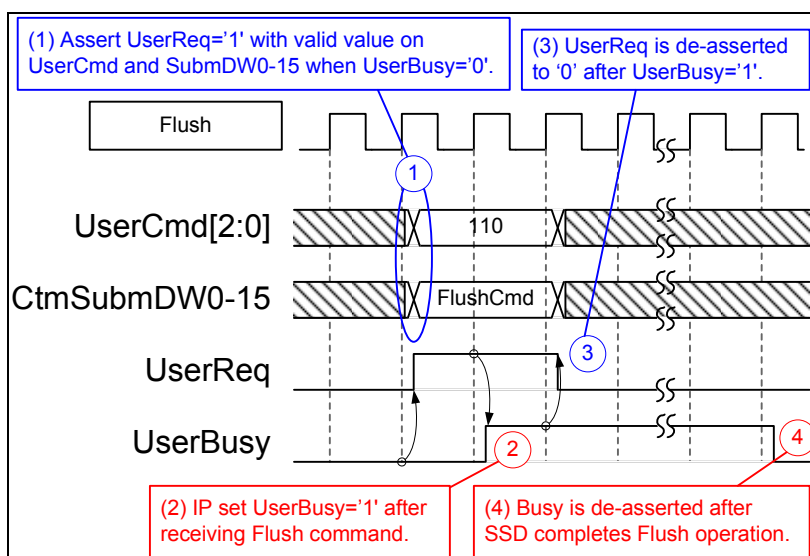 (1) Assert UserReq='1' with valid value on
UserCmd and SubmDW0-15 when UserBusy='0'.
(3) UserReq is de-asserted
to ‘0’ after UserBusy='1'.
Flush
1
UserCmd[2:0]
110
CtmSubmDW0-15
FlushCmd
UserReq
3
UserBusy
2
4
(2) IP set UserBusy=’1’ after
receiving Flush command.
(4) Busy is de-asserted after
SSD completes Flush operation.